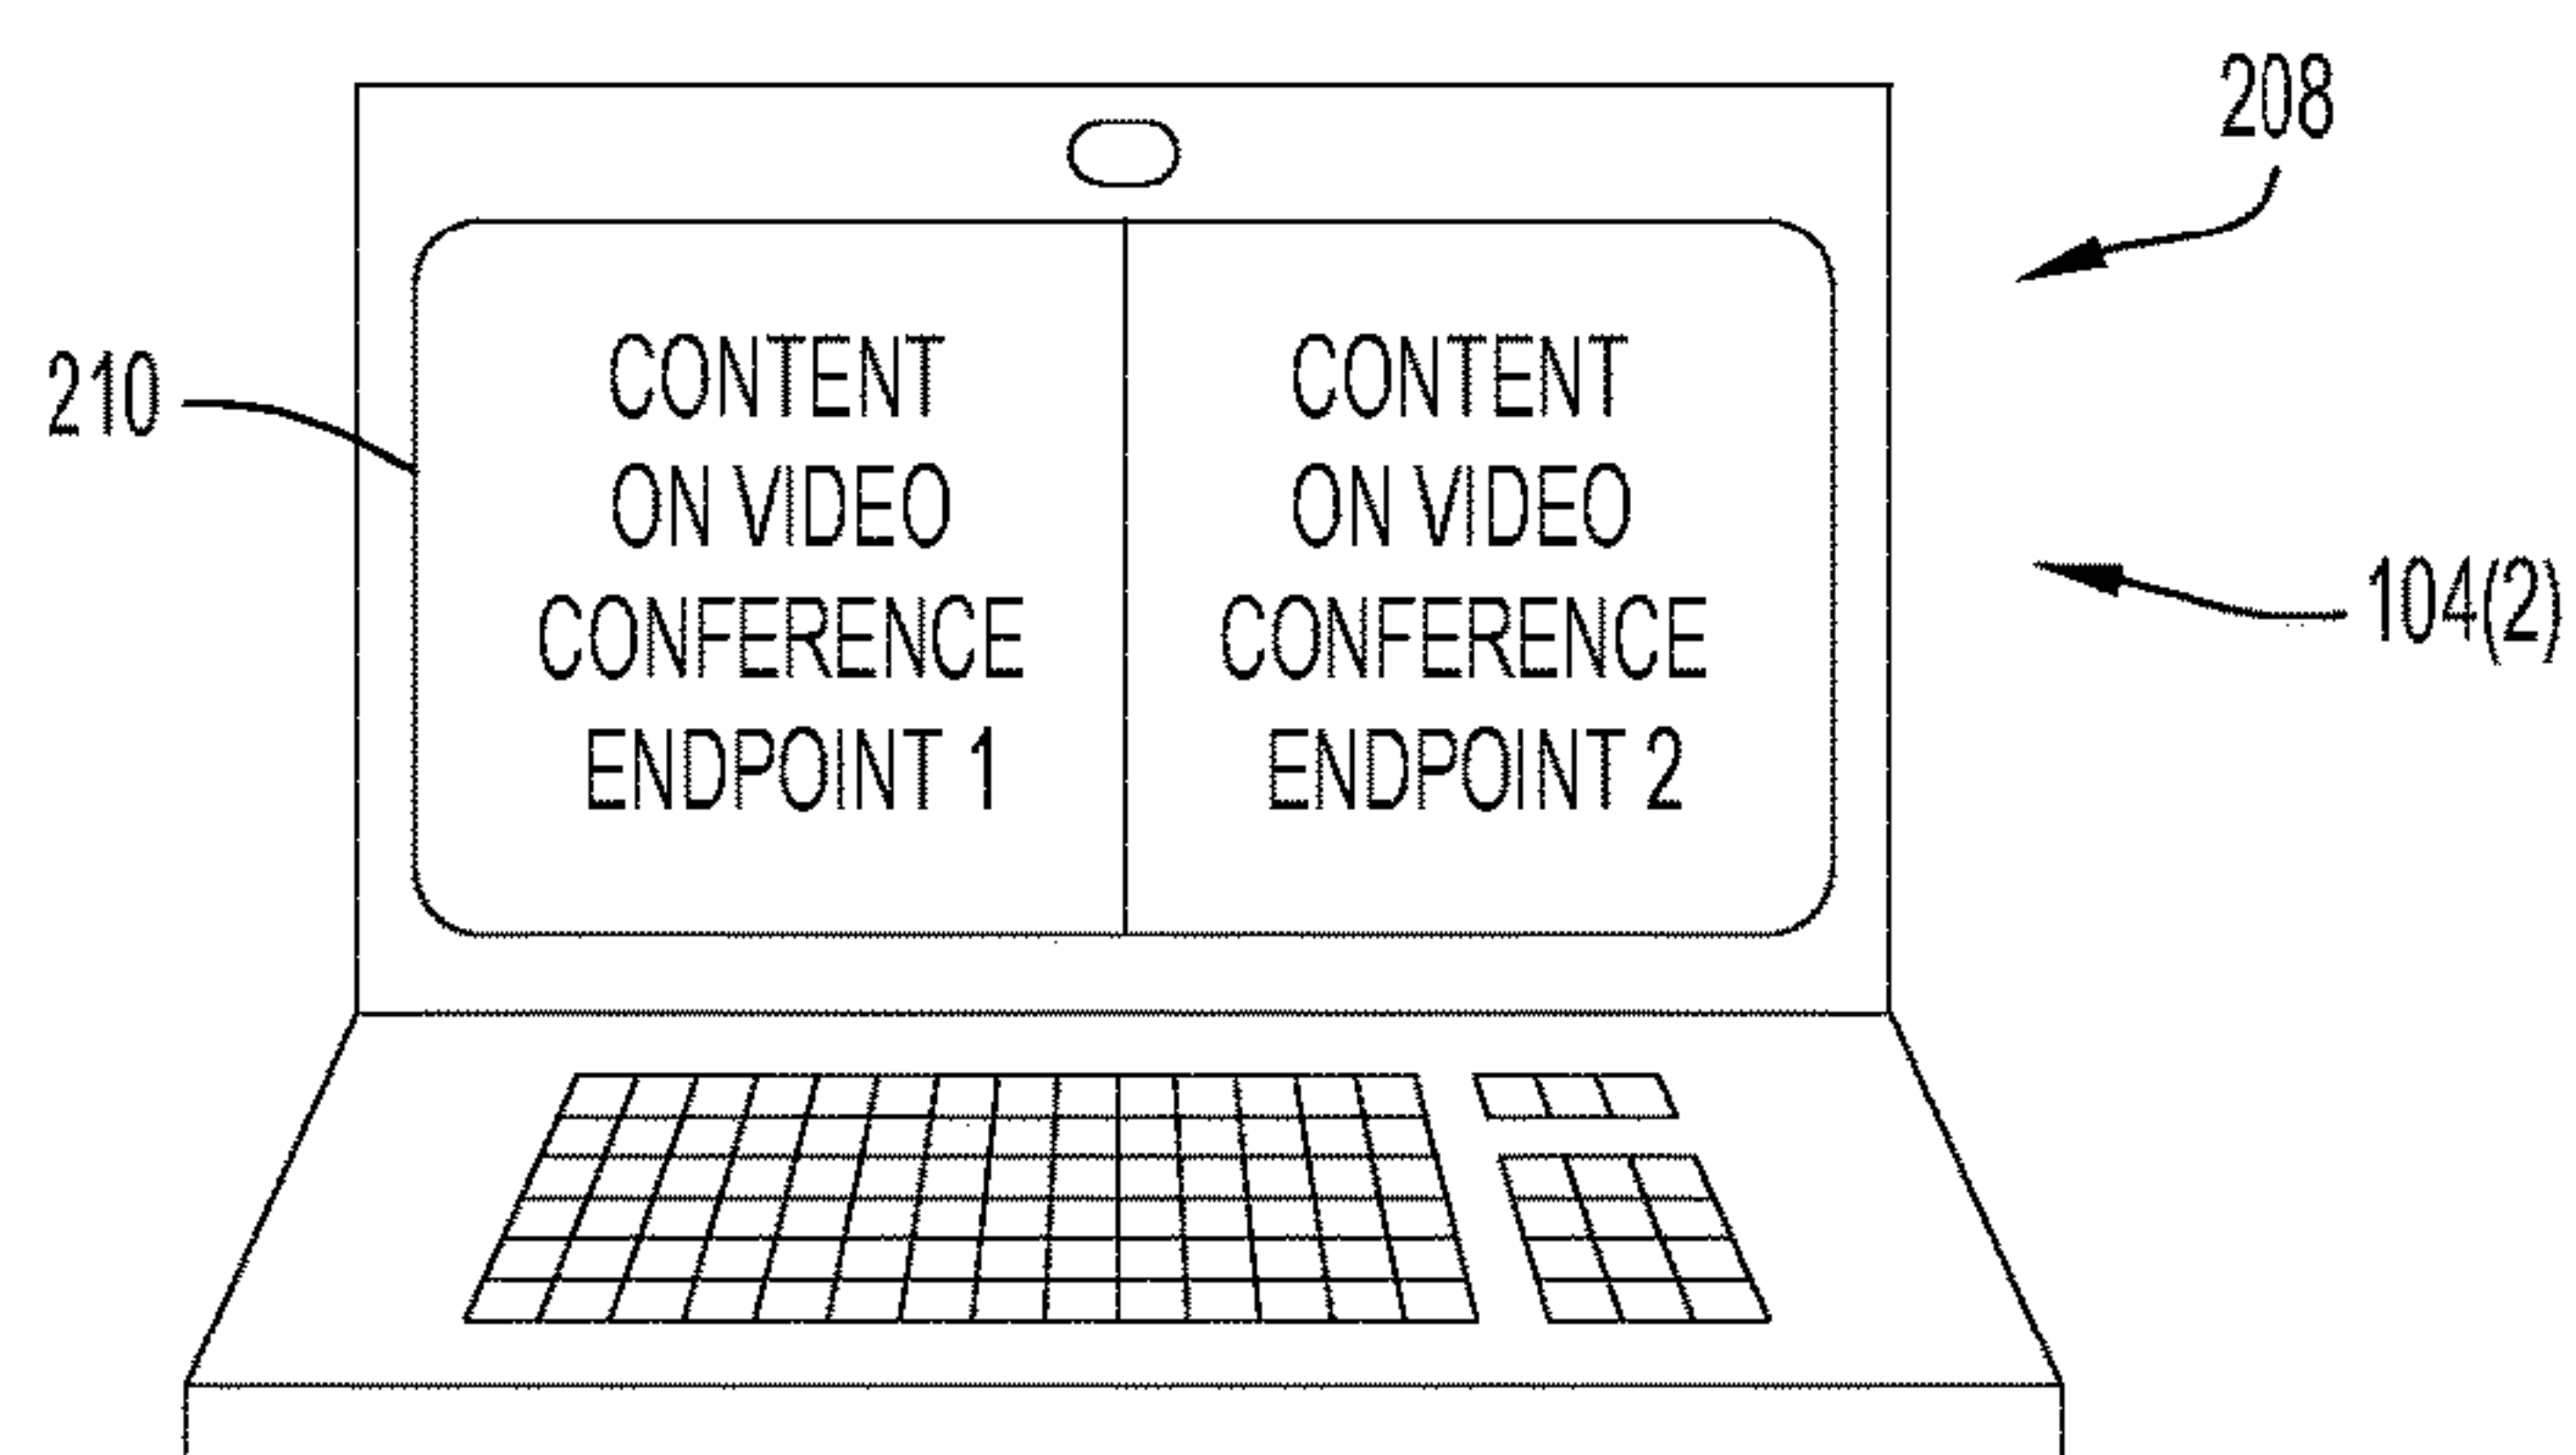 208
210
104(2)
CONTENT
ON VIDEO
CONFERENCE
ENDPOINT 1
CONTENT
ON VIDEO
CONFERENCE
ENDPOINT 2